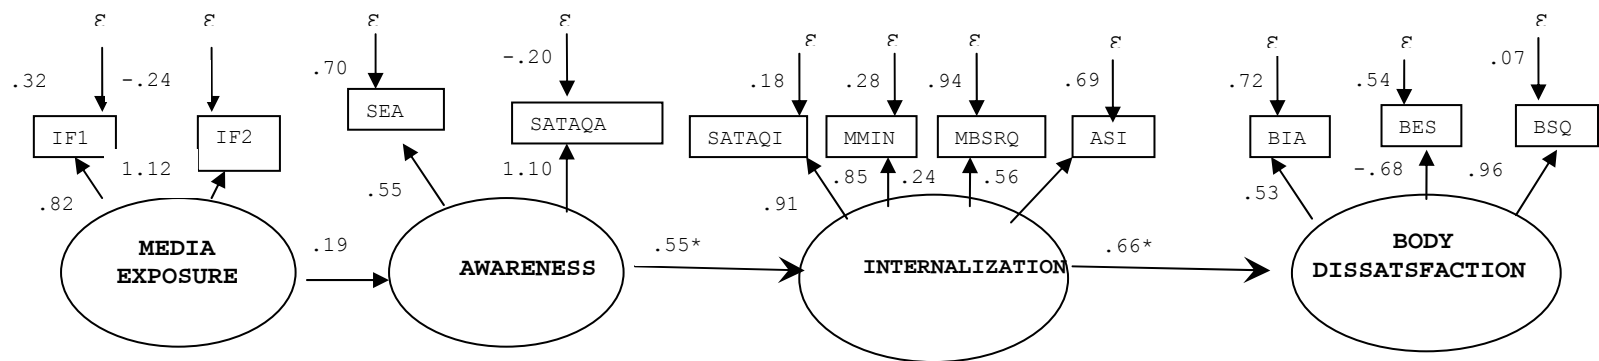 ε ε ε ε ε ε ε ε ε ε ε
.32 -.24 .70 -.20 .18 .28 .94 .69 .72 .54 .07
IF1 IF2 SEA SATAQA SATAQI MMIN MBSRQ ASI BIA BES BSQ
.82 1.12 .55 1.10 .91 .85 .24 .56 .53 -.68 .96
MEDIA
EXPOSURE
.19
AWARENESS
.55*
INTERNALIZATION
.66*
BODY
DISSATSFACTION